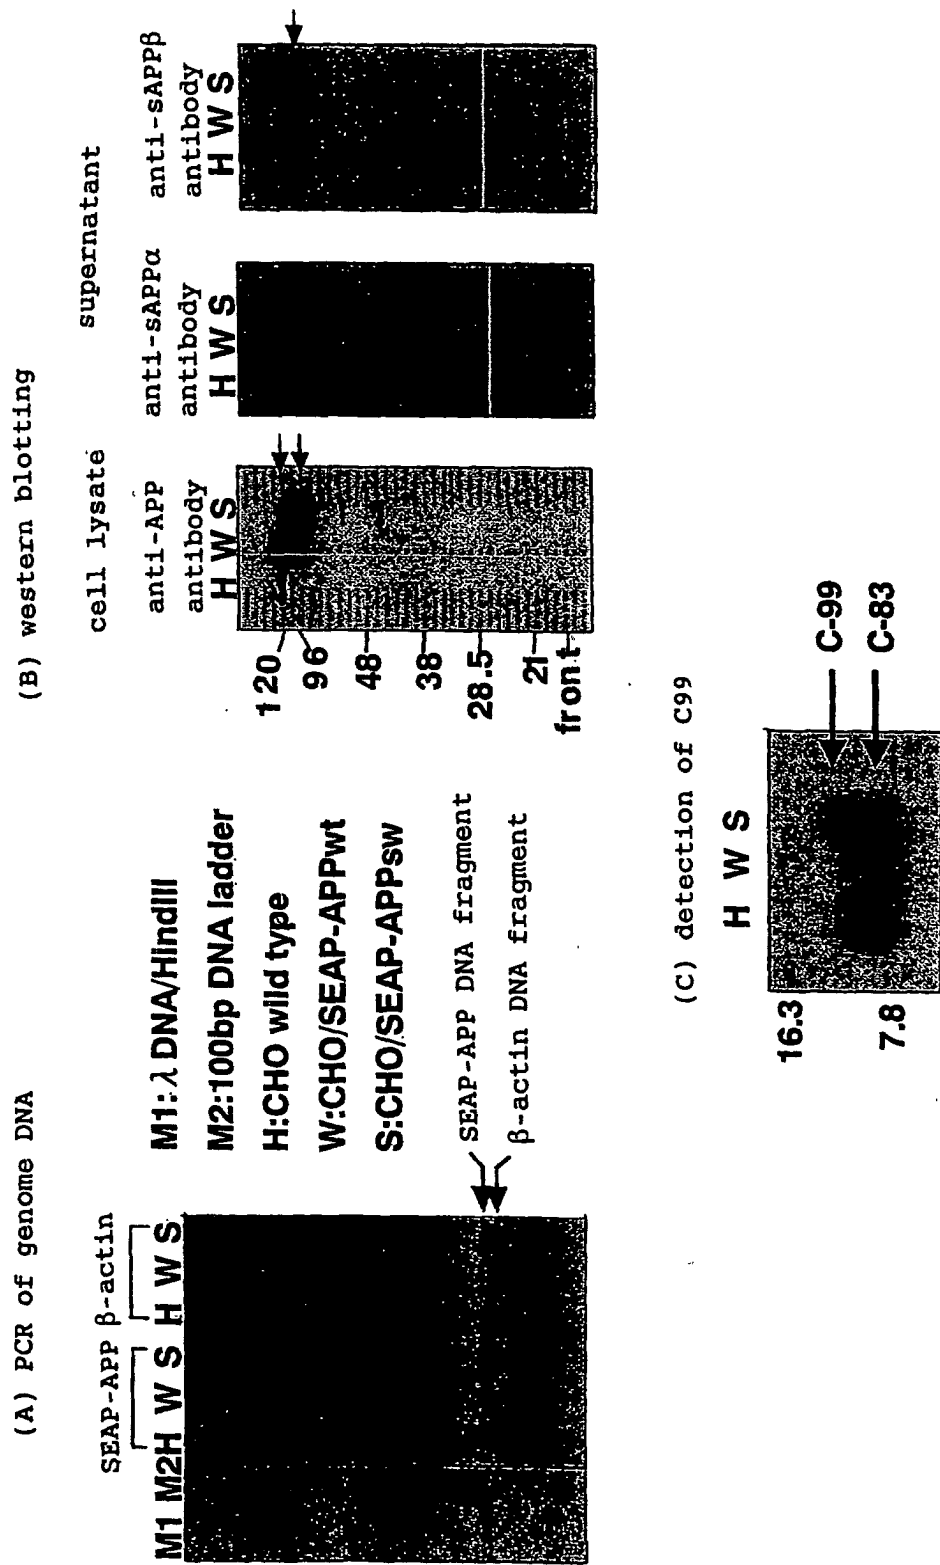 (A) PCR of genome DNA
SEAP-APP β-actin
M1 M2 H W S H W S
M1:λ DNA/HindIII
M2:100bp DNA ladder
H:CHO wild type
W:CHO/SEAP-APPwt
S:CHO/SEAP-APPsw
SEAP-APP DNA fragment
β-actin DNA fragment
(B) western blotting
cell lysate
supernatant
anti-APP
antibody
H W S
anti-sAPPα
antibody
H W S
anti-sAPPβ
antibody
H W S
120
96
48
38
28.5
21
front
(C) detection of C99
H W S
16.3
7.8
C-99
C-83